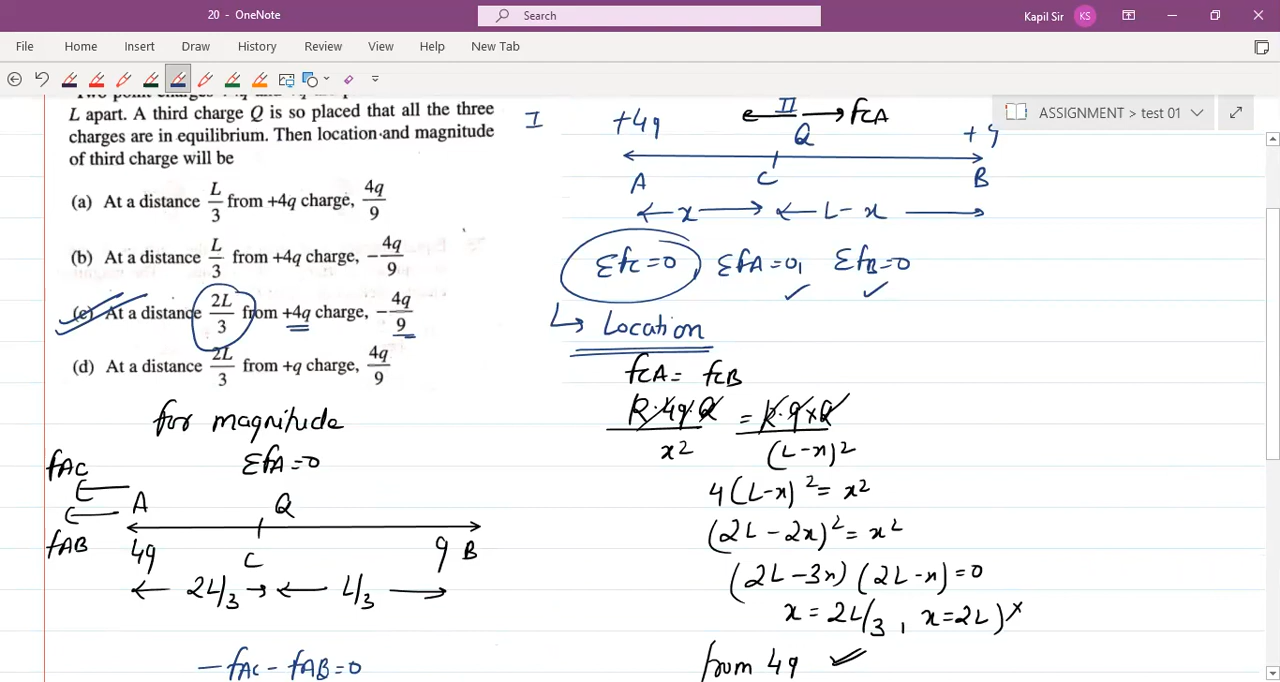 20 - OneNote
Search
Kapil Sir KS
File Home Insert Draw History Review View Help New Tab
ASSIGNMENT > test 01
L apart. A third charge Q is so placed that all the three
charges are in equilibrium. Then location and magnitude
of third charge will be
(a) At a distance L/3 from +4q charge, 4q/9
(b) At a distance L/3 from +4q charge, -4q/9
(c) At a distance 2L/3 from +4q charge, -4q/9
(d) At a distance 2L/3 from +q charge, 4q/9
for magnitude
ΣfA=0
fAC
A Q
fAB 4q C q B
2L/3 L/3
-fAC - fAB=0
I II fCA
+4q Q +q
A C B
x L-x
Σfc=0, ΣfA=0, ΣfB=0
↳ Location
fCA = fCB
k.4q.Q/x² = k.q×Q/(L-x)²
4(L-x)²=x²
(2L-2x)²=x²
(2L-3x)(2L-x)=0
x=2L/3, x=2L) ×
from 4q ✓